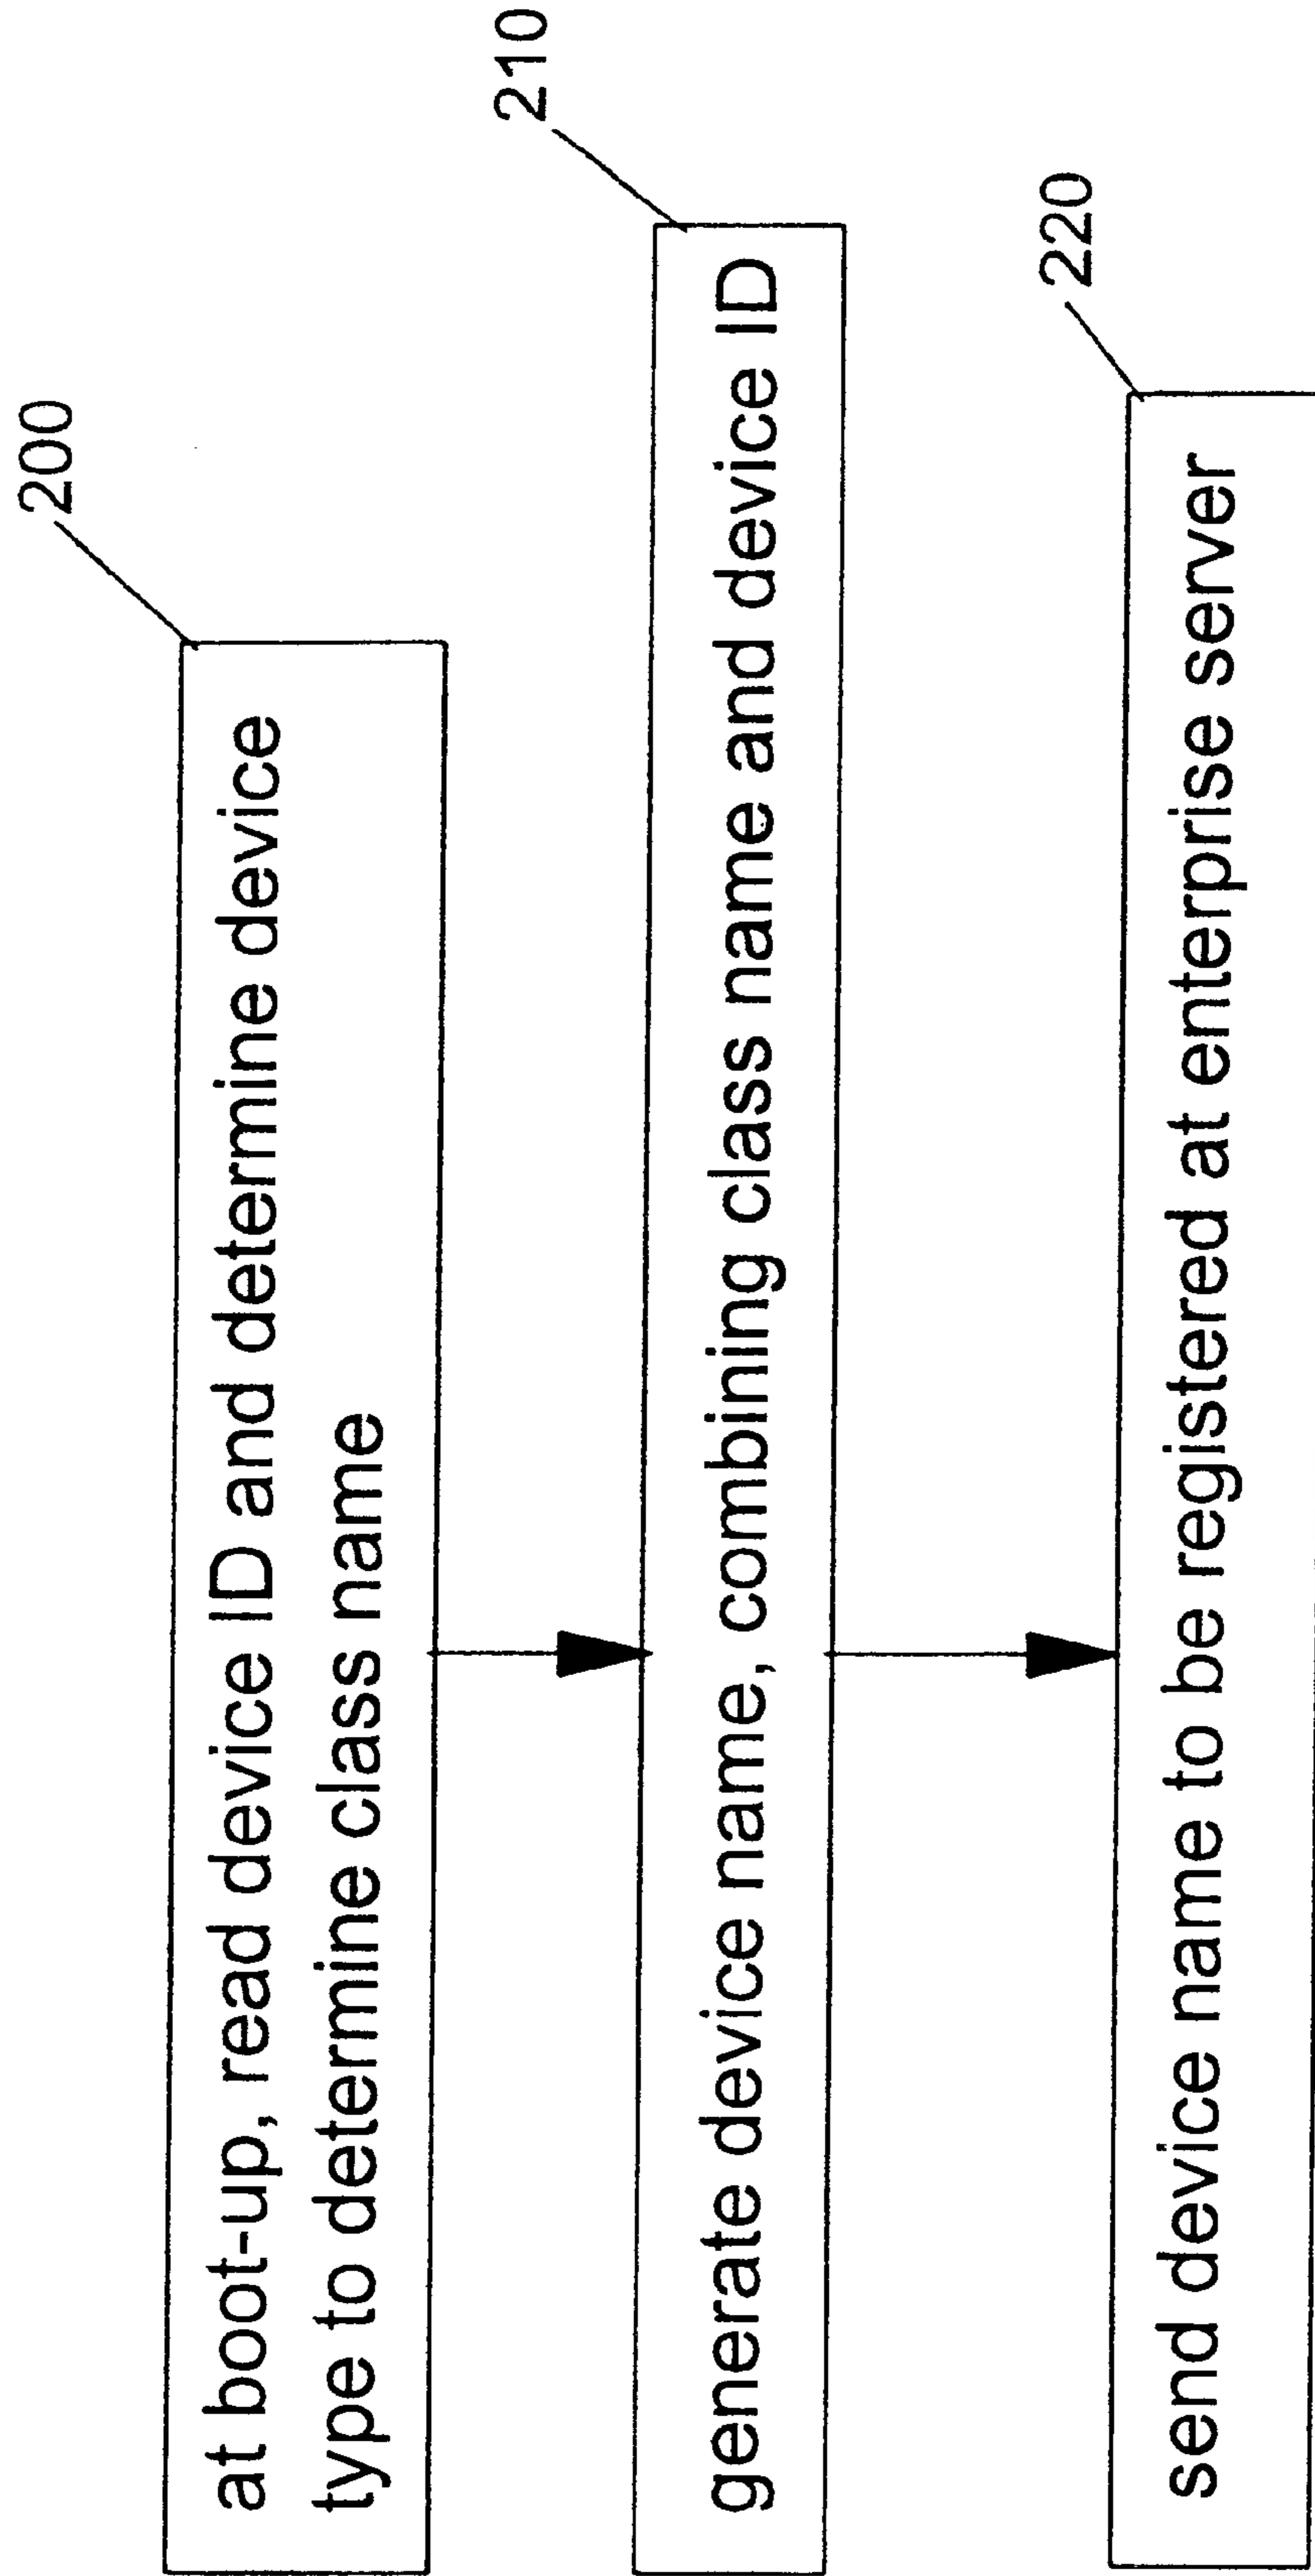 200
at boot-up, read device ID and determine device
type to determine class name
210
generate device name, combining class name and device ID
220
send device name to be registered at enterprise server